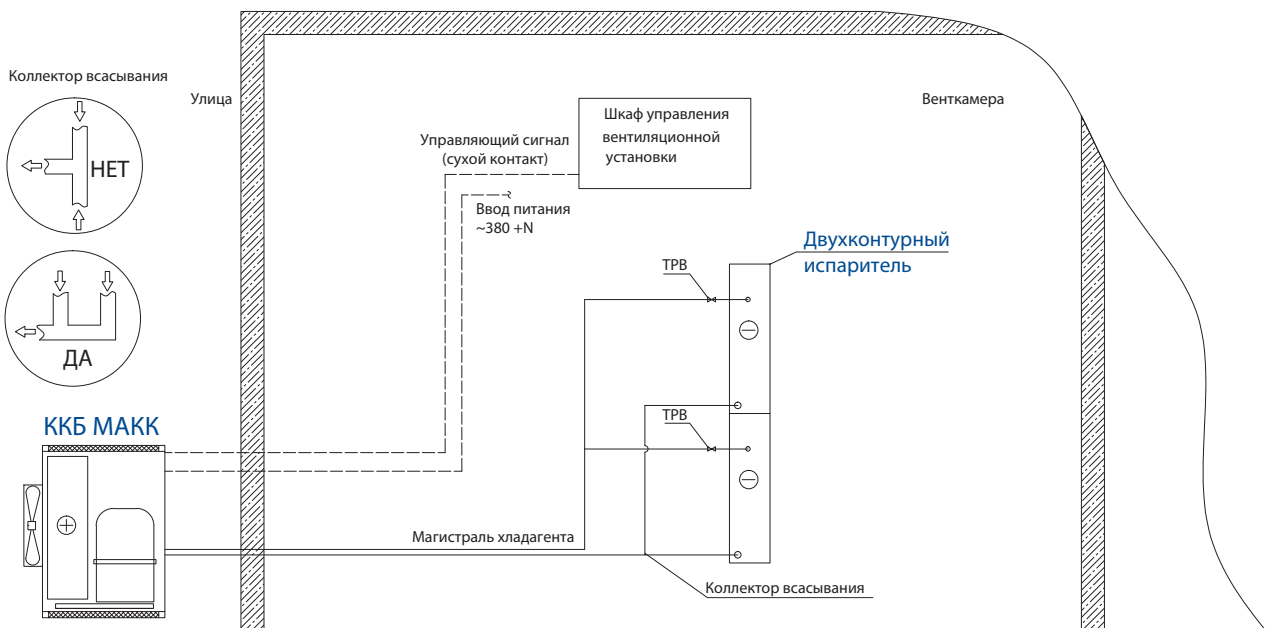 Коллектор всасывания
НЕТ
ДА
ККБ МАКК
Улица
Венткамера
Шкаф управления
вентиляционной
установки
Управляющий сигнал
(сухой контакт)
Ввод питания
~380 +N
Двухконтурный
испаритель
ТРВ
ТРВ
Магистраль хладагента
Коллектор всасывания